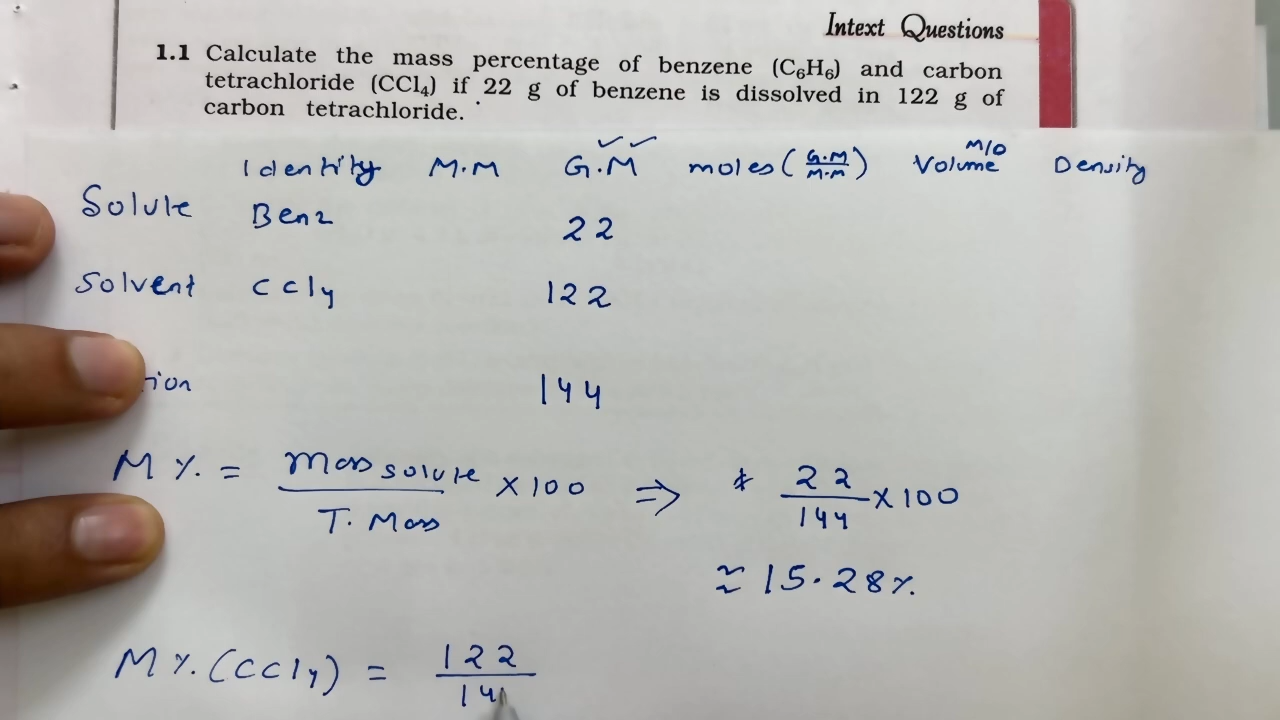 Intext Questions
1.1 Calculate the mass percentage of benzene (C₆H₆) and carbon
tetrachloride (CCl₄) if 22 g of benzene is dissolved in 122 g of
carbon tetrachloride.
Identity M.M G.M moles (G.M/M.M) Volume M/D Density
Solute Benz 22
Solvent CCl₄ 122
tion 144
M % = Mass solute / T. Mass × 100 ⇒ * 22/144 × 100
≈ 15.28%
M % (CCl₄) = 122/14